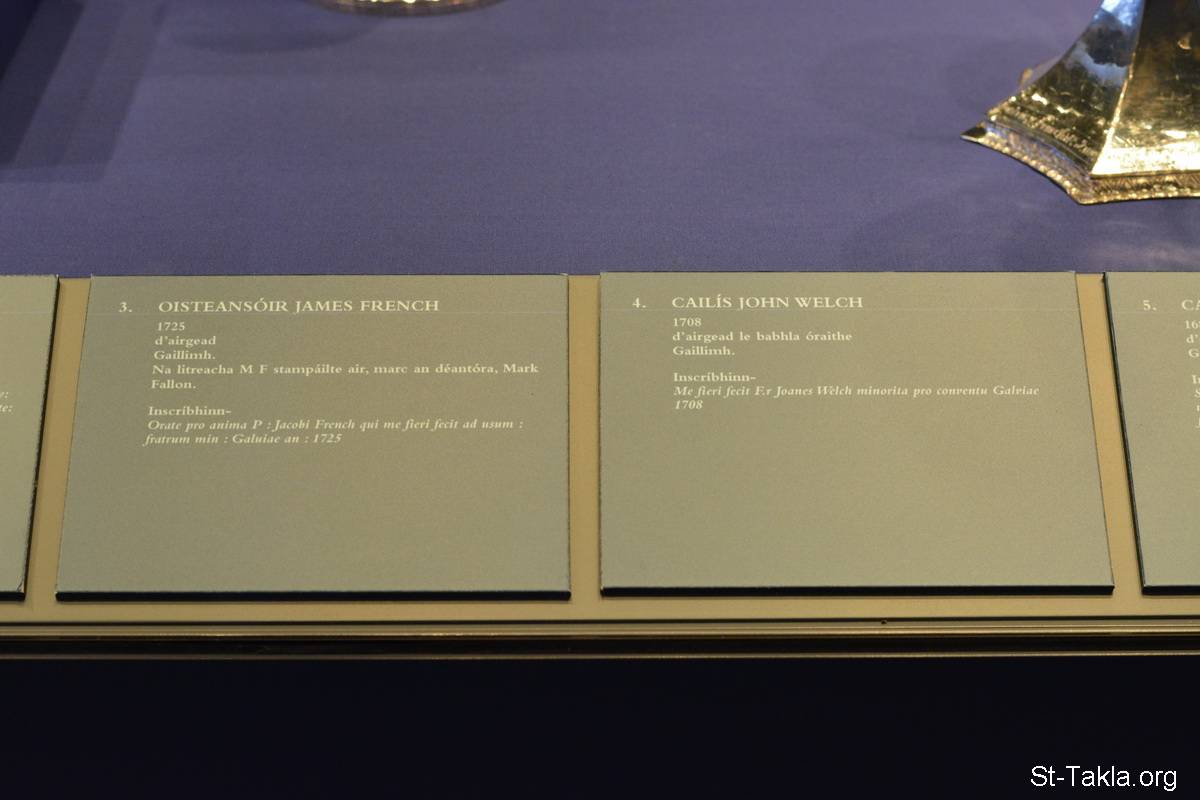 3. OISTEANSÓIR JAMES FRENCH
1725
d'airgead
Gaillimh.
Na litreacha M F stampáilte air, marc an déantóra, Mark
Fallon.
Inscríbhinn-
Orate pro anima P : Jacobi French qui me fieri fecit ad usum :
fratrum min : Galuiae an : 1725
4. CAILÍS JOHN WELCH
1708
d'airgead le babhla óraithe
Gaillimh.
Inscríbhinn-
Me fieri fecit F.r Joanes Welch minorita pro conventu Galviae
1708
5.
St-Takla.org